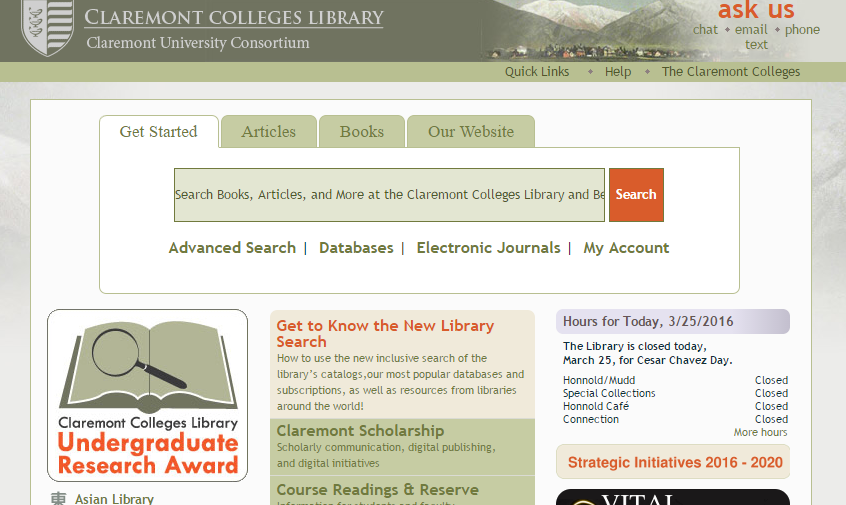 CLAREMONT COLLEGES LIBRARY
Claremont University Consortium
ask us
chat • email • phone
text
Quick Links • Help • The Claremont Colleges
Get Started
Articles
Books
Our Website
Search Books, Articles, and More at the Claremont Colleges Library and Be
Search
Advanced Search | Databases | Electronic Journals | My Account
Claremont Colleges Library
Undergraduate
Research Award
東 Asian Library
Get to Know the New Library
Search
How to use the new inclusive search of the
library's catalogs,our most popular databases and
subscriptions, as well as resources from libraries
around the world!
Claremont Scholarship
Scholarly communication, digital publishing,
and digital initiatives
Course Readings & Reserve
Information for students and faculty
Hours for Today, 3/25/2016
The Library is closed today,
March 25, for Cesar Chavez Day.
Honnold/Mudd Closed
Special Collections Closed
Honnold Café Closed
Connection Closed
More hours
Strategic Initiatives 2016 - 2020
VITAL